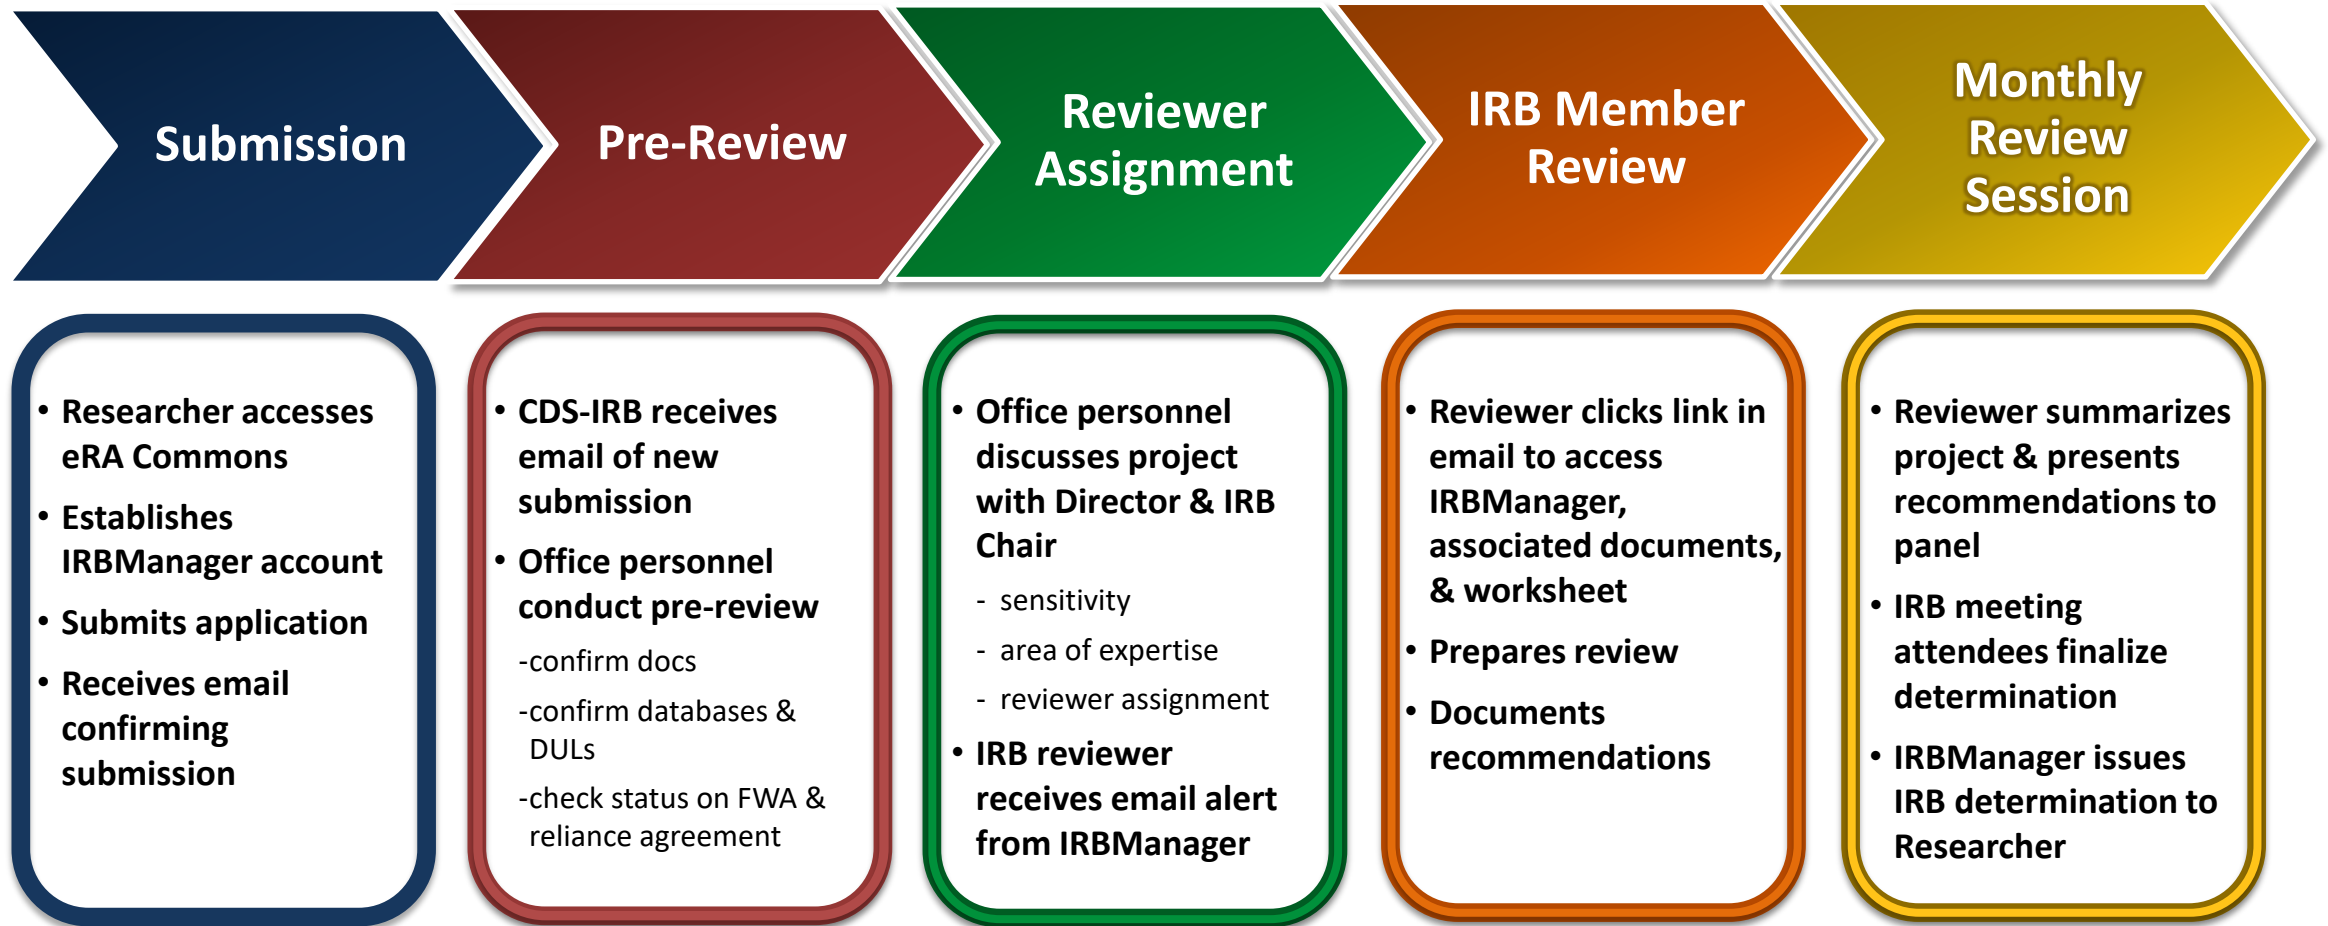 Submission
Pre-Review
Reviewer
Assignment
IRB Member
Review
Monthly
Review
Session
• Researcher accesses
eRA Commons
• Establishes
IRBManager account
• Submits application
• Receives email
confirming
submission
• CDS-IRB receives
email of new
submission
• Office personnel
conduct pre-review
-confirm docs
-confirm databases &
DULs
-check status on FWA &
reliance agreement
• Office personnel
discusses project
with Director & IRB
Chair
- sensitivity
- area of expertise
- reviewer assignment
• IRB reviewer
receives email alert
from IRBManager
• Reviewer clicks link in
email to access
IRBManager,
associated documents,
& worksheet
• Prepares review
• Documents
recommendations
• Reviewer summarizes
project & presents
recommendations to
panel
• IRB meeting
attendees finalize
determination
• IRBManager issues
IRB determination to
Researcher